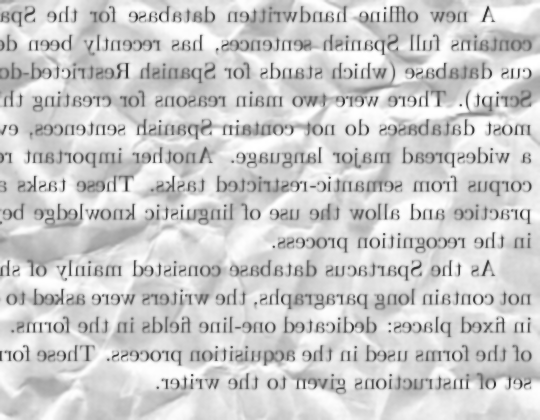 A new offline handwritten database for the Spa
contains full Spanish sentences, has recently been de
cus database (which stands for Spanish Restricted-do
Script). There were two main reasons for creating th
most databases do not contain Spanish sentences, ev
a widespread major language. Another important re
corpus from semantic-restricted tasks. These tasks a
practice and allow the use of linguistic knowledge be
in the recognition process.
As the Spartacus database consisted mainly of sh
not contain long paragraphs, the writers were asked to
in fixed places: dedicated one-line fields in the forms.
of the forms used in the acquisition process. These for
set of instructions given to the writer.